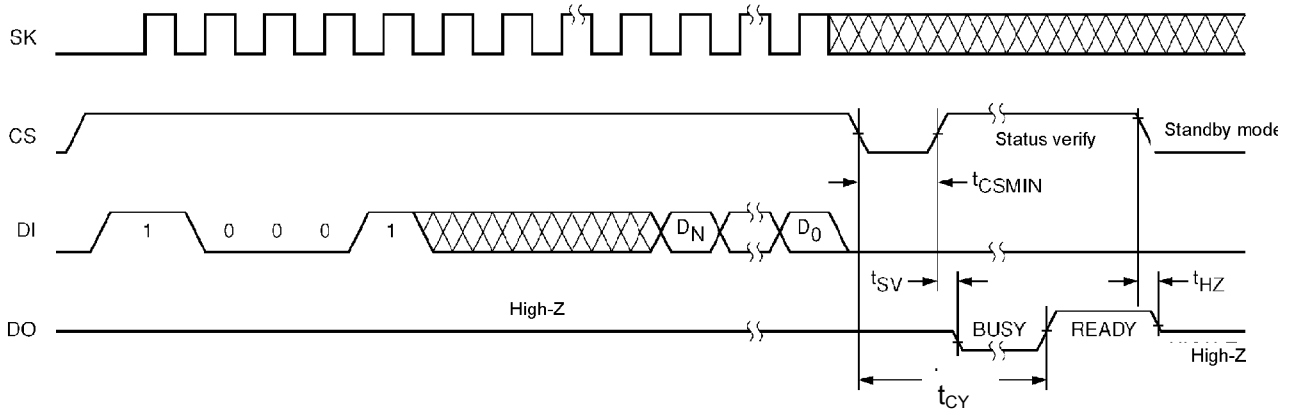 SK
CS
Status verify
Standby mode
tCSMIN
DI
1 0 0 0 1 DN D0
tSV
tHZ
High-Z
DO
BUSY
READY
High-Z
tCY